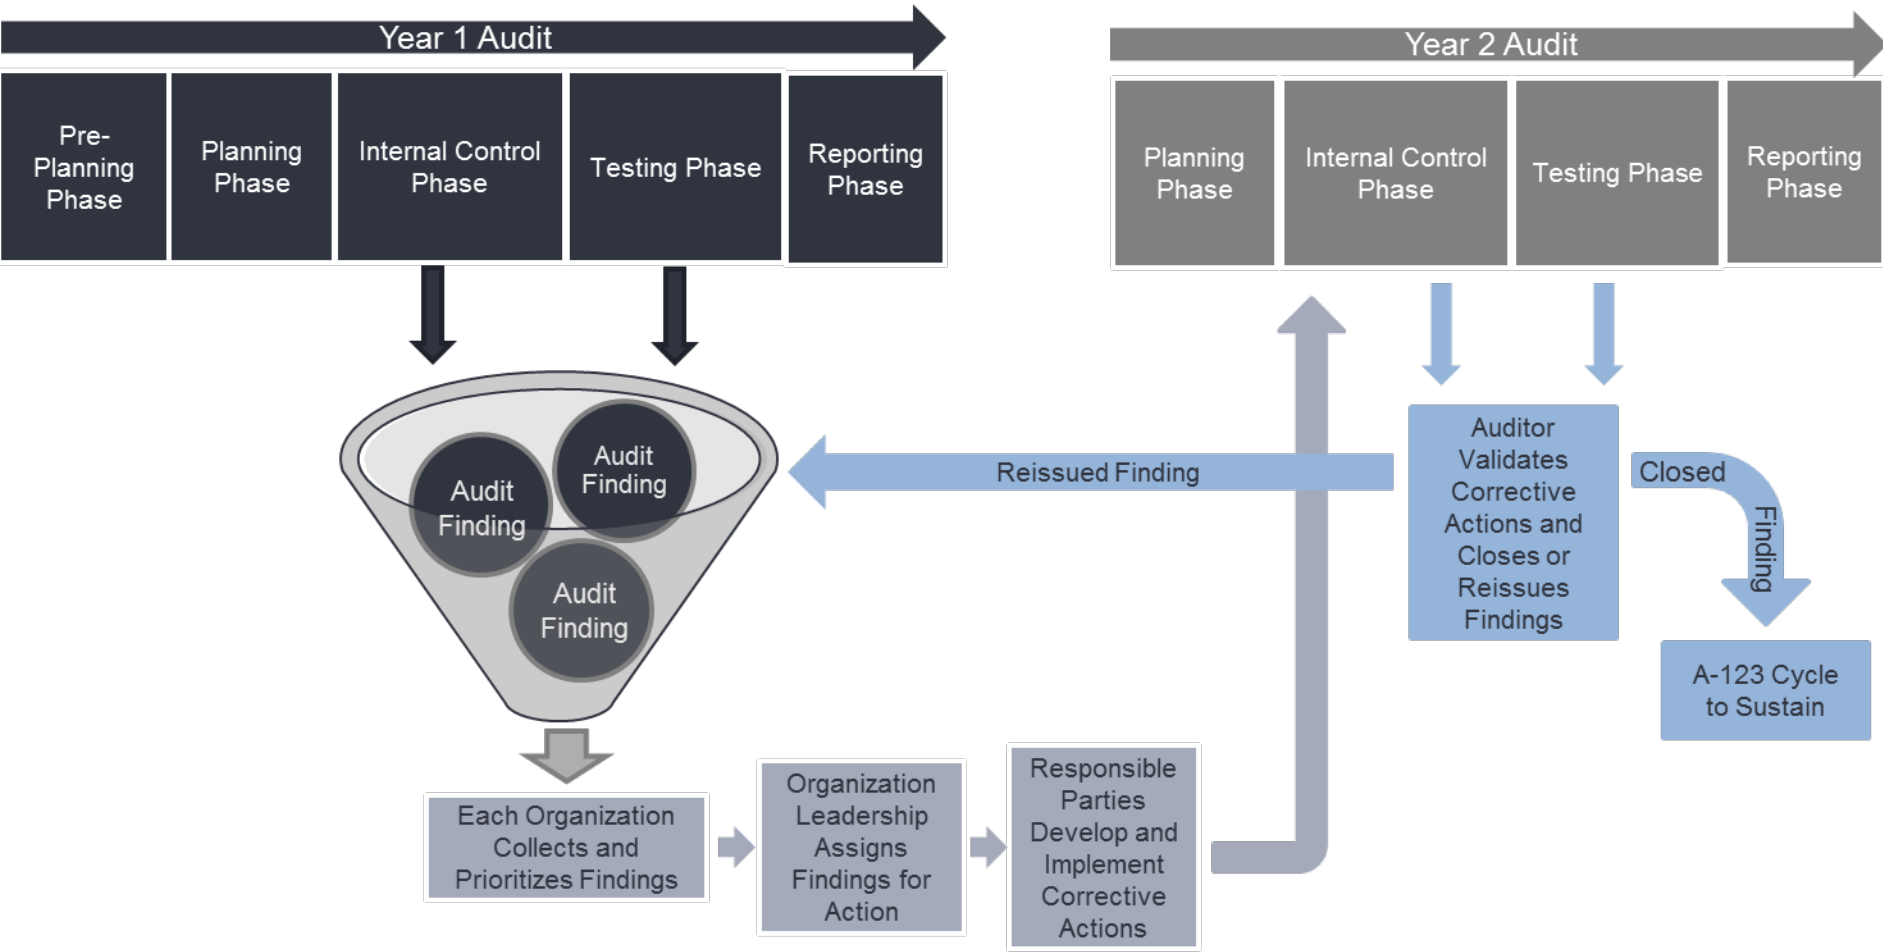 Year 1 Audit
Pre-
Planning
Phase
Planning
Phase
Internal Control
Phase
Testing Phase
Reporting
Phase
Year 2 Audit
Planning
Phase
Internal Control
Phase
Testing Phase
Reporting
Phase
Audit
Finding
Audit
Finding
Audit
Finding
Reissued Finding
Auditor
Validates
Corrective
Actions and
Closes or
Reissues
Findings
Closed
Finding
A-123 Cycle
to Sustain
Each Organization
Collects and
Prioritizes Findings
Organization
Leadership
Assigns
Findings for
Action
Responsible
Parties
Develop and
Implement
Corrective
Actions